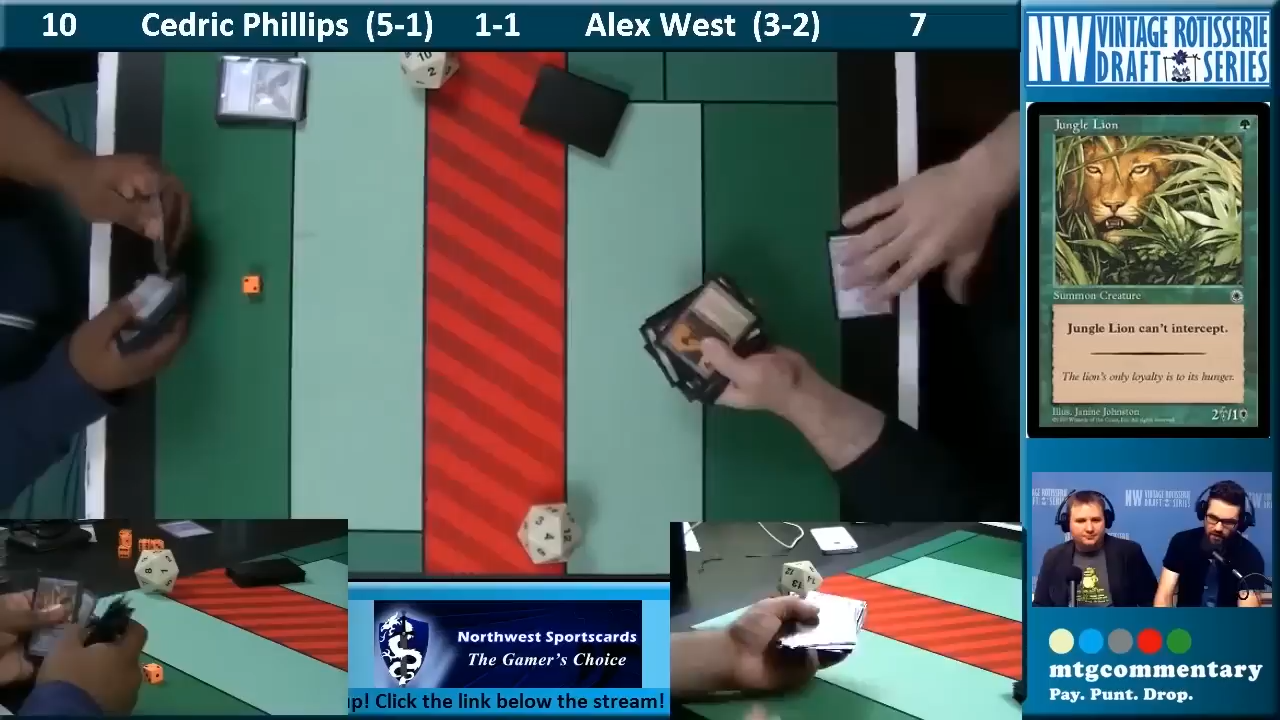 10 Cedric Phillips (5-1) 1-1 Alex West (3-2) 7
NW VINTAGE ROTISSERIE
DRAFT SERIES
Jungle Lion
Summon Creature
Jungle Lion can't intercept.
The lion's only loyalty is to its hunger.
Illus. Janine Johnston
Northwest Sportscards
The Gamer's Choice
up! Click the link below the stream!
mtgcommentary
Pay. Punt. Drop.